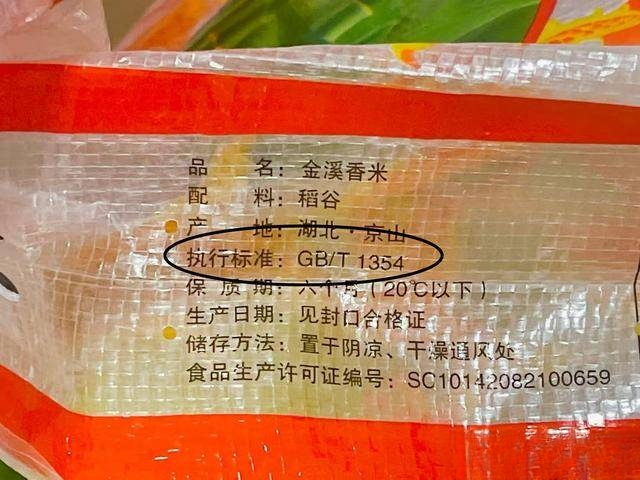 品　　名：金溪香米
配　　料：稻谷
产　　地：湖北·京山
执行标准：GB/T 1354
保 质 期：六个月（20℃以下）
生产日期：见封口合格证
储存方法：置于阴凉、干燥通风处
食品生产许可证编号：SC10142082100659